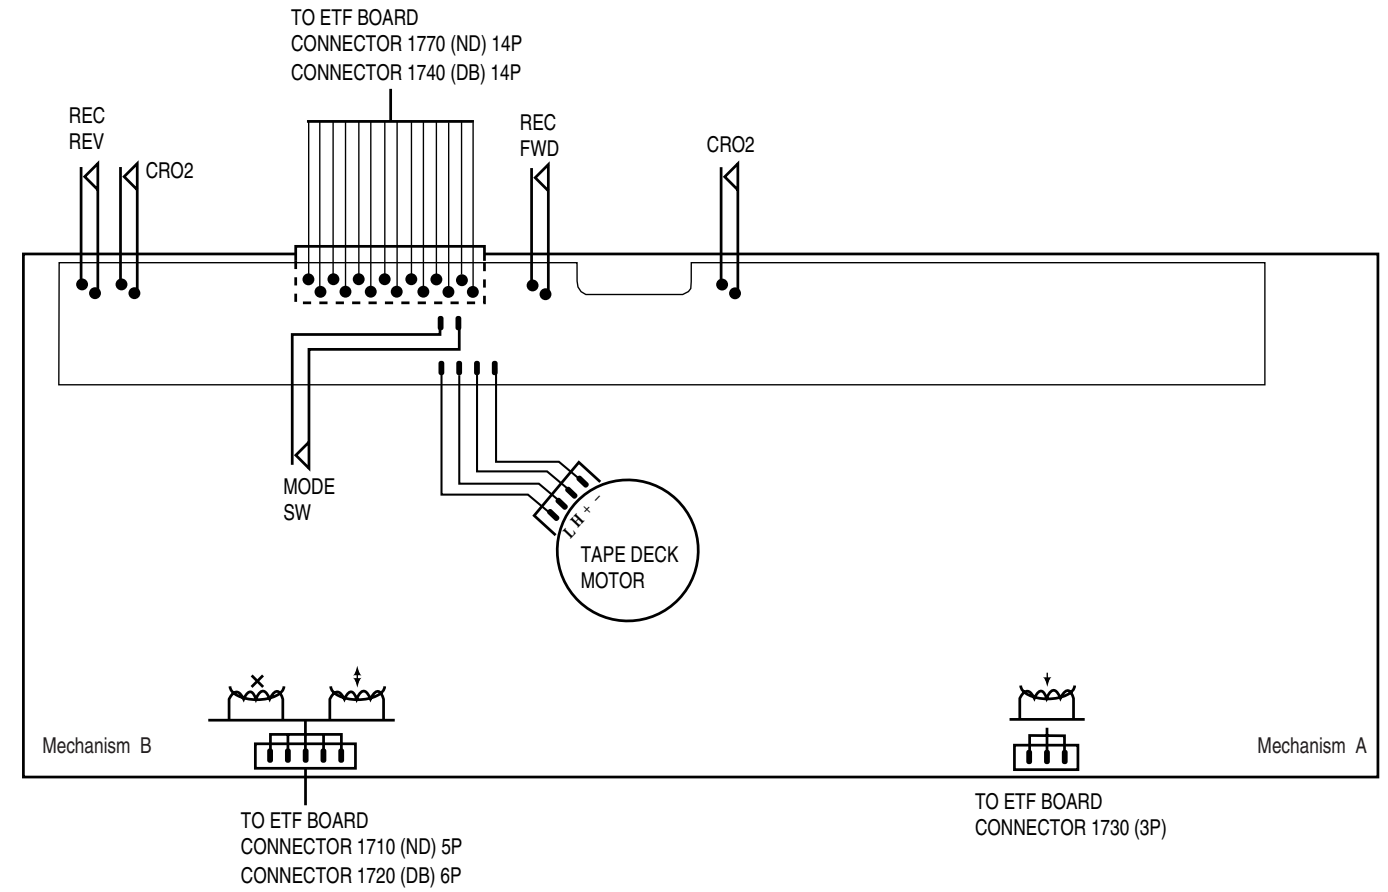 TO ETF BOARD
CONNECTOR 1770 (ND) 14P
CONNECTOR 1740 (DB) 14P
REC
REV
CRO2
REC
FWD
CRO2
MODE
SW
L H + -
TAPE DECK
MOTOR
Mechanism B
Mechanism A
TO ETF BOARD
CONNECTOR 1710 (ND) 5P
CONNECTOR 1720 (DB) 6P
TO ETF BOARD
CONNECTOR 1730 (3P)